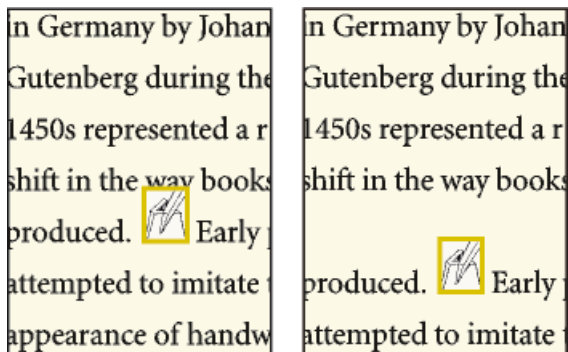 in Germany by Johan
Gutenberg during the
1450s represented a r
shift in the way books
produced. Early
attempted to imitate
appearance of handw
in Germany by Johan
Gutenberg during the
1450s represented a r
shift in the way books
produced. Early
attempted to imitate